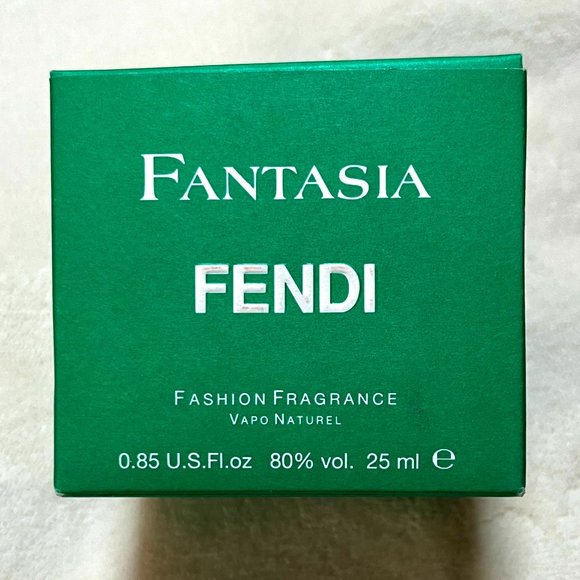 FANTASIA
FENDI
FASHION FRAGRANCE
VAPO NATUREL
0.85 U.S.Fl.oz 80% vol. 25 ml ℮